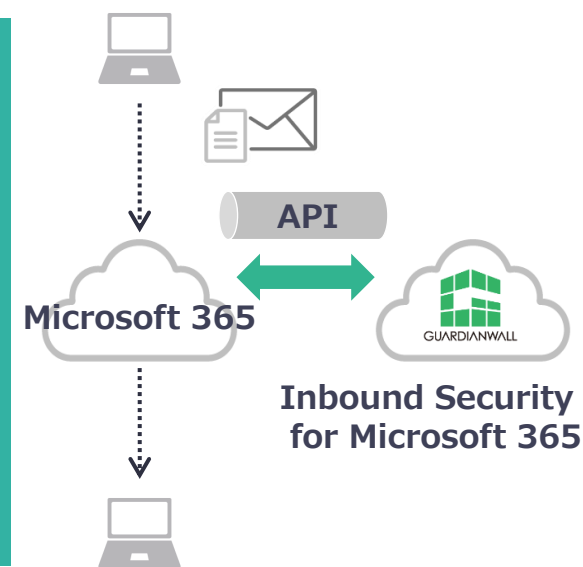 API
Microsoft 365
GUARDIANWALL
Inbound Security
for Microsoft 365